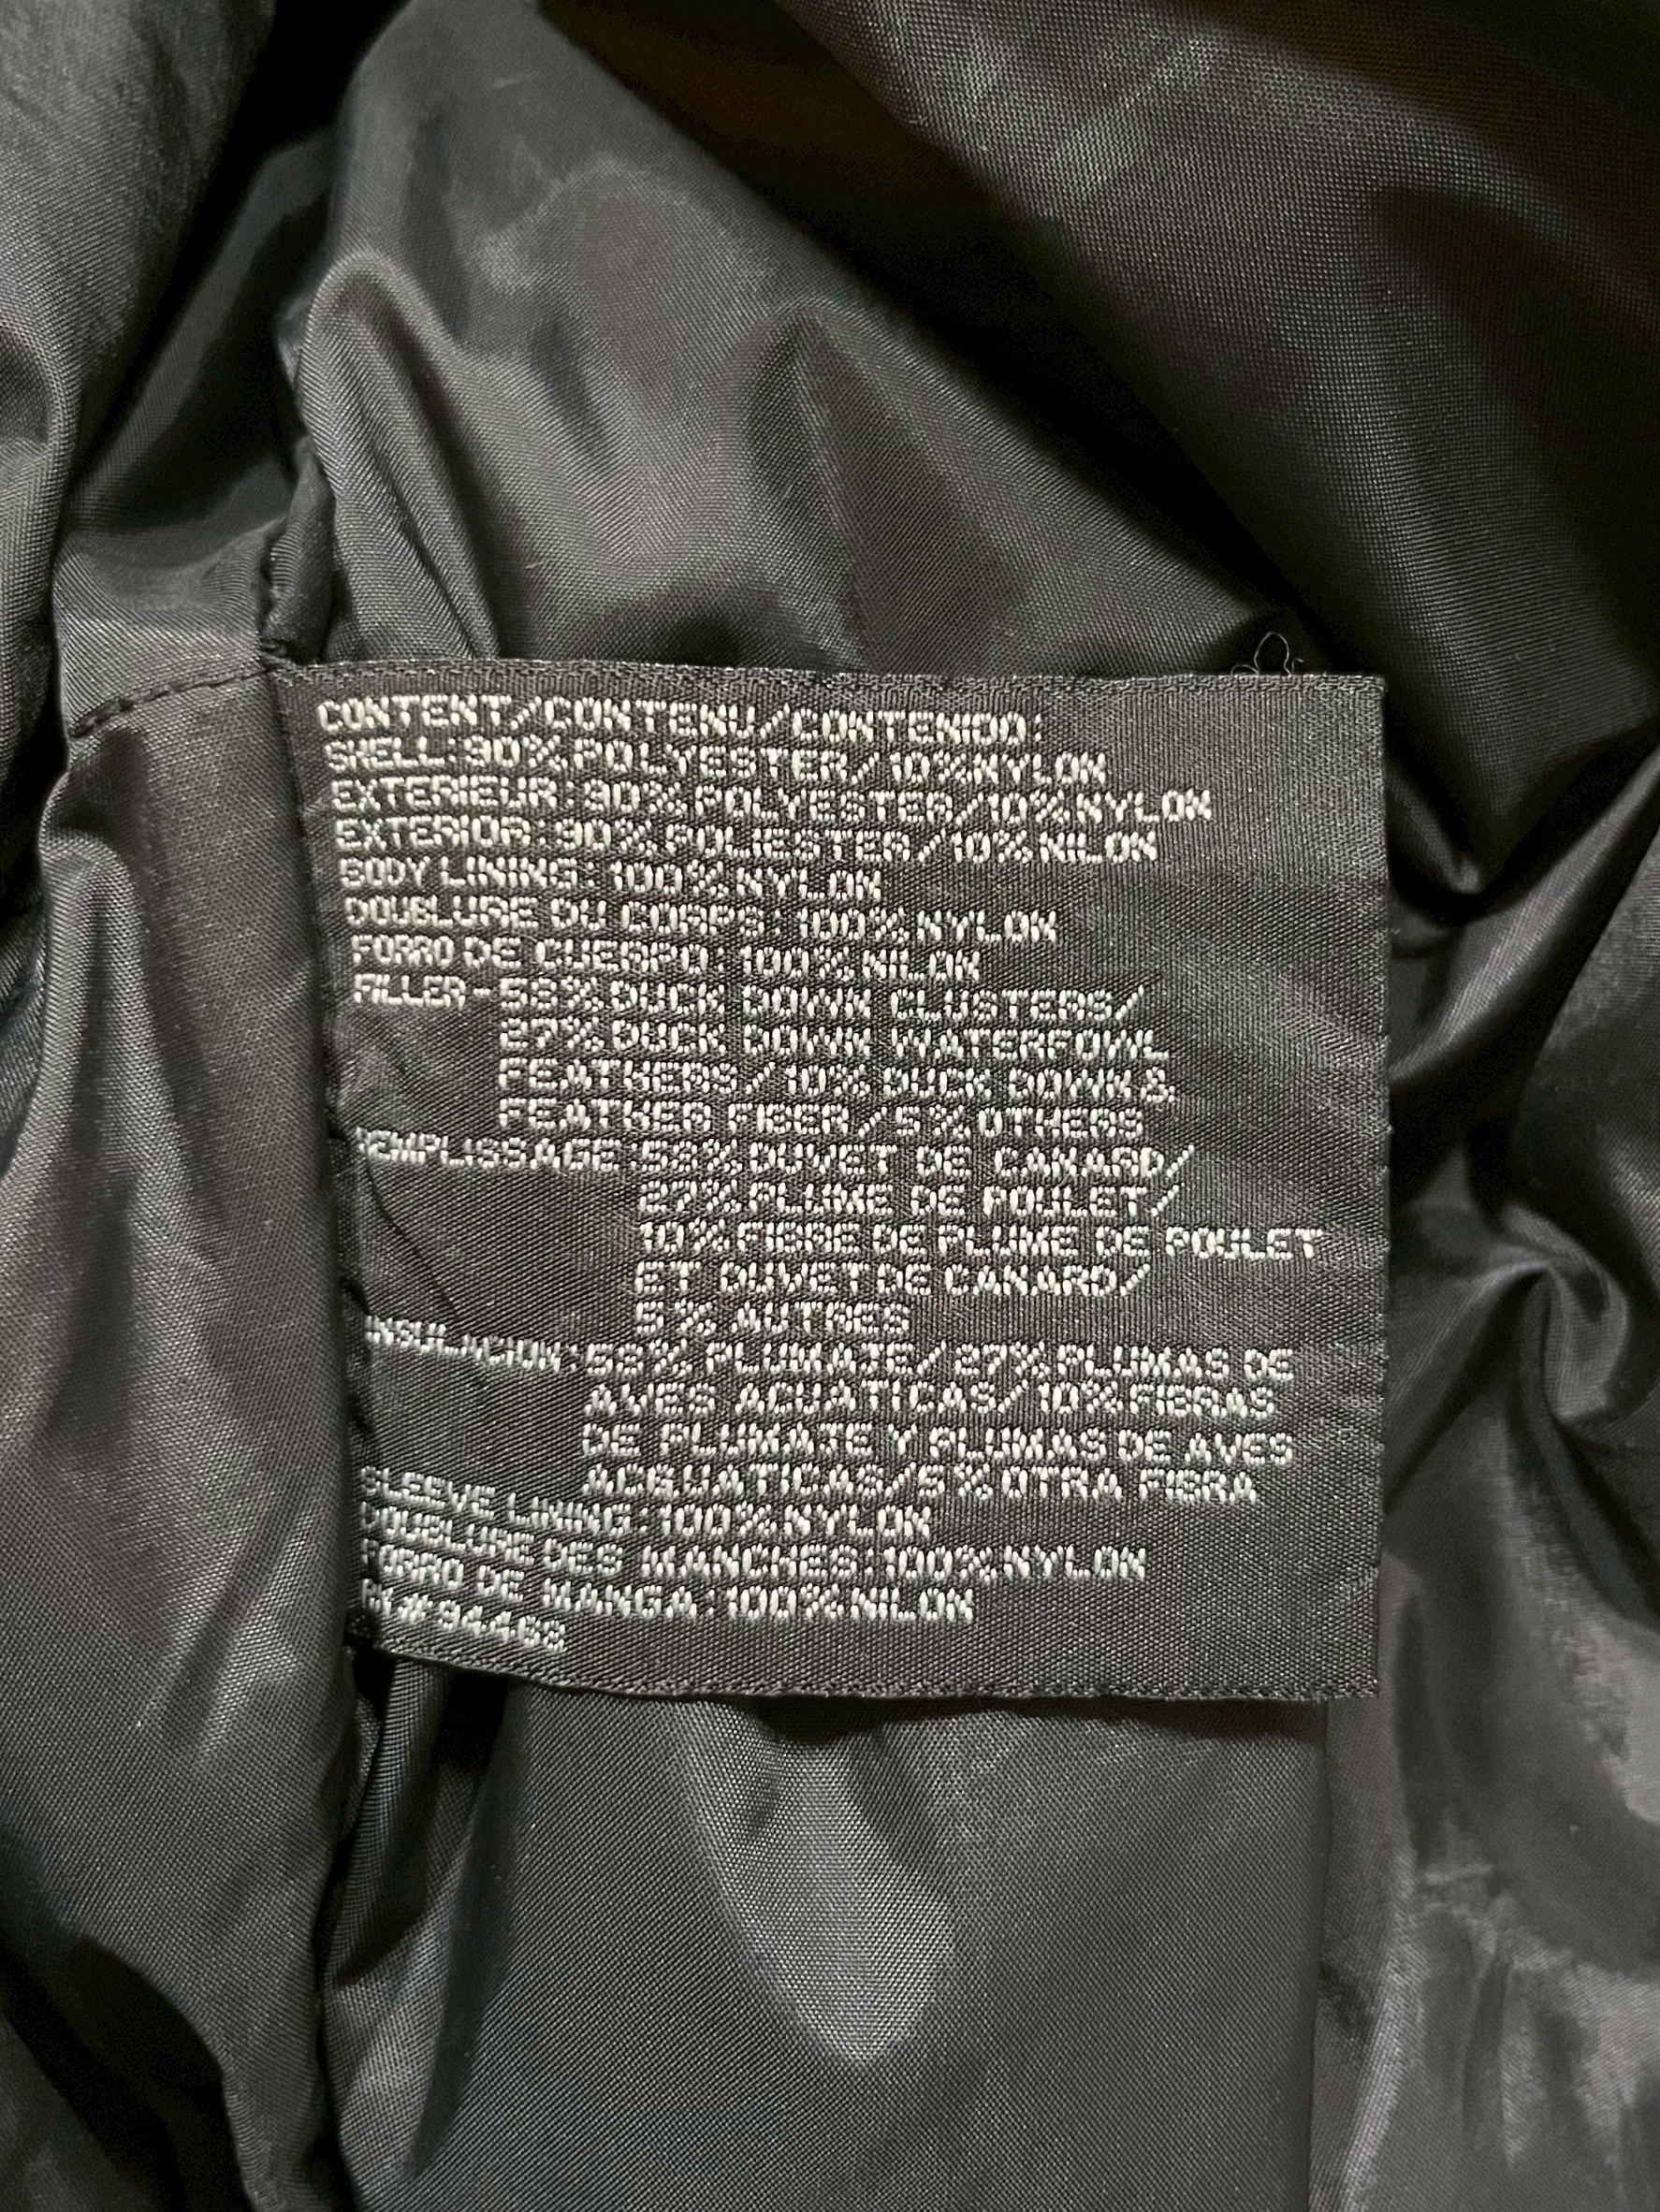 CONTENT/CONTENU/CONTENIDO:
SHELL: 90% POLYESTER/10% NYLON
EXTERIEUR: 90% POLYESTER/10% NYLON
EXTERIOR: 90% POLIESTER/10% NILON
BODY LINING: 100% NYLON
DOUBLURE DU CORPS: 100% NYLON
FORRO DE CUERPO: 100% NILON
FILLER-58% DUCK DOWN CLUSTERS/
27% DUCK DOWN WATERFOWL
FEATHERS/10% DUCK DOWN &
FEATHER FIBER/5% OTHERS
REMPLISSAGE: 58% DUVET DE CANARD/
27% PLUME DE POULET/
10% FIBRE DE PLUME DE POULET
ET DUVET DE CANARD/
5% AUTRES
INSULACION: 58% PLUMAJE/27% PLUMAS DE
AVES ACUATICAS/10% FIBRAS
DE PLUMAJE Y PLUMAS DE AVES
ACQUATICAS/5% OTRA FIBRA
SLEEVE LINING: 100% NYLON
DOUBLURE DES MANCHES: 100% NYLON
FORRO DE MANGA: 100% NILON
RN# 94463